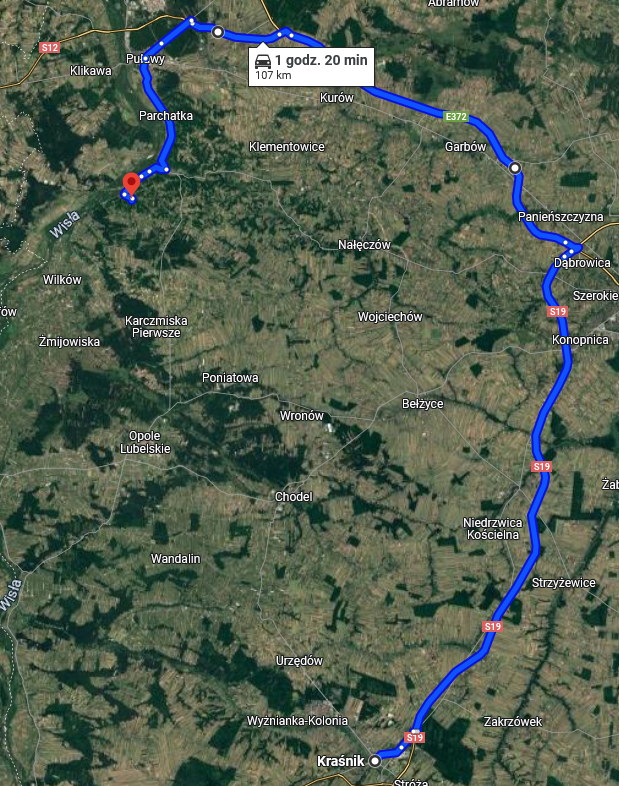 Abramów
S12
Puławy
Klikawa
1 godz. 20 min
107 km
Kurów
Parchatka
E372
Klementowice
Garbów
Wisła
Panieńszczyzna
Nałęczów
Dąbrowica
Wilków
Szerokie
S19
Karczmiska
Pierwsze
Wojciechów
Żmijowiska
Konopnica
Poniatowa
Bełżyce
Wronów
Opole
Lubelskie
S19
Chodel
Niedrzwica
Kościelna
Wandalin
Strzyżewice
Wisła
S19
Urzędów
Wyżnianka-Kolonia
Zakrzówek
S19
Kraśnik
Stróża